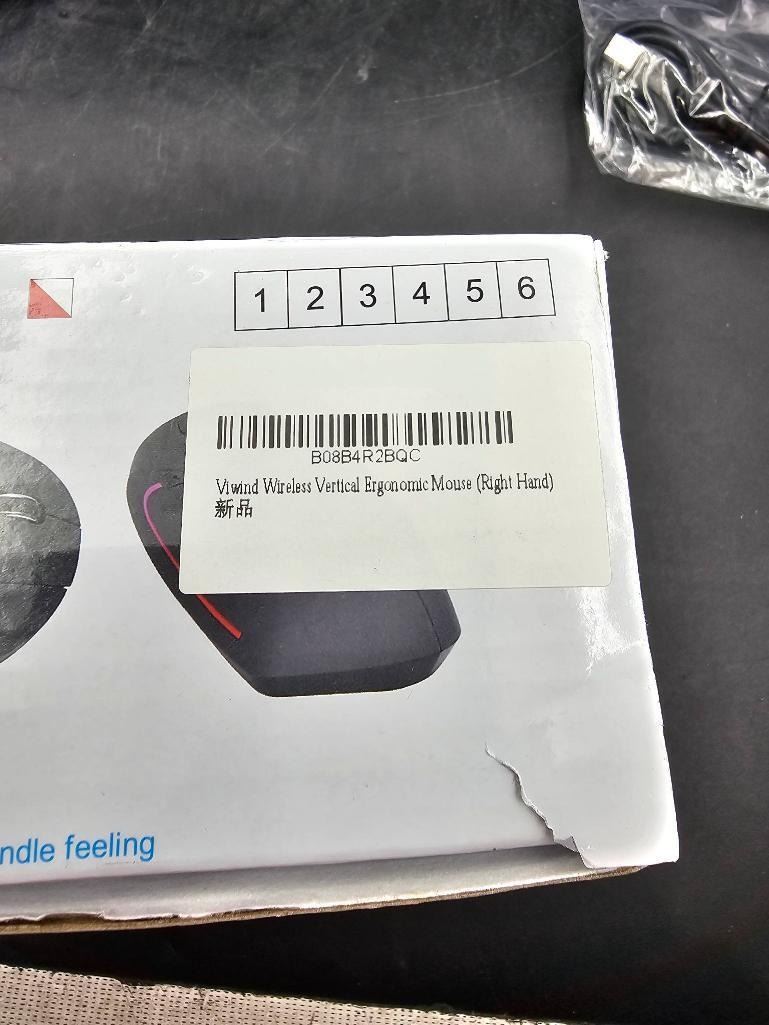 1 2 3 4 5 6
B08B4R2BQC
Viwind Wireless Vertical Ergonomic Mouse (Right Hand)
新品
ndle feeling